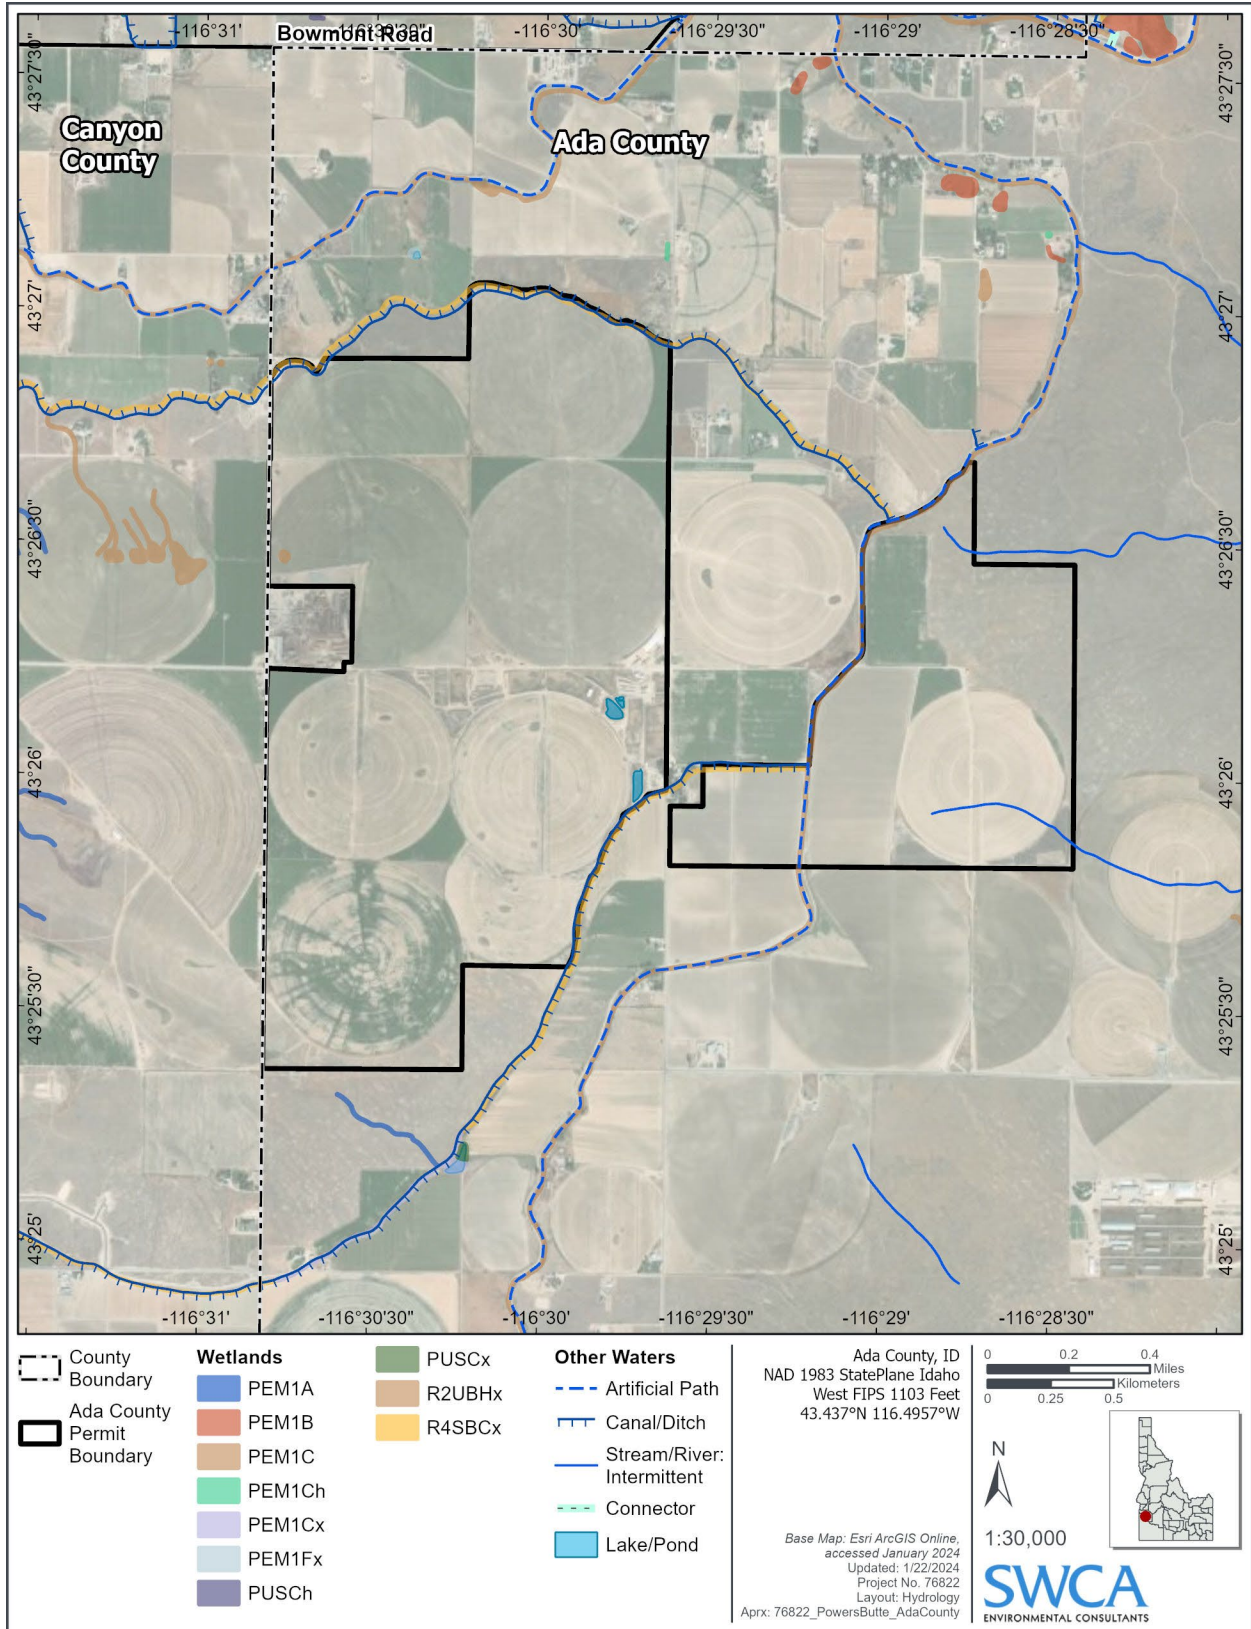 -116°31'
-116°30'30"
-116°30'
-116°29'30"
-116°29'
-116°28'30"
Bowmont Road
43°27'30"
43°27'30"
Canyon
County
Ada County
43°27'
43°27'
43°26'30"
43°26'30"
43°26'
43°26'
43°25'30"
43°25'30"
43°25'
43°25'
-116°31'
-116°30'30"
-116°30'
-116°29'30"
-116°29'
-116°28'30"
County
Boundary
Ada County
Permit
Boundary
Wetlands
PEM1A
PEM1B
PEM1C
PEM1Ch
PEM1Cx
PEM1Fx
PUSCh
PUSCx
R2UBHx
R4SBCx
Other Waters
Artificial Path
Canal/Ditch
Stream/River:
Intermittent
Connector
Lake/Pond
Ada County, ID
NAD 1983 StatePlane Idaho
West FIPS 1103 Feet
43.437°N 116.4957°W
Base Map: Esri ArcGIS Online,
accessed January 2024
Updated: 1/22/2024
Project No. 76822
Layout: Hydrology
Aprx: 76822_PowersButte_AdaCounty
0 0.2 0.4
Miles
Kilometers
0 0.25 0.5
N
1:30,000
SWCA
ENVIRONMENTAL CONSULTANTS